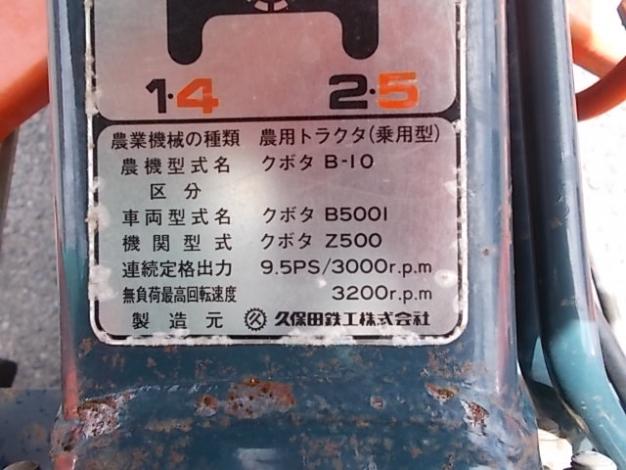 1・4 2・5
農業機械の種類 農用トラクタ(乗用型)
農機型式名 クボタ B-10
区分
車両型式名 クボタ B5001
機関型式 クボタ Z500
連続定格出力 9.5PS/3000r.p.m
無負荷最高回転速度 3200r.p.m
製造元 久保田鉄工株式会社